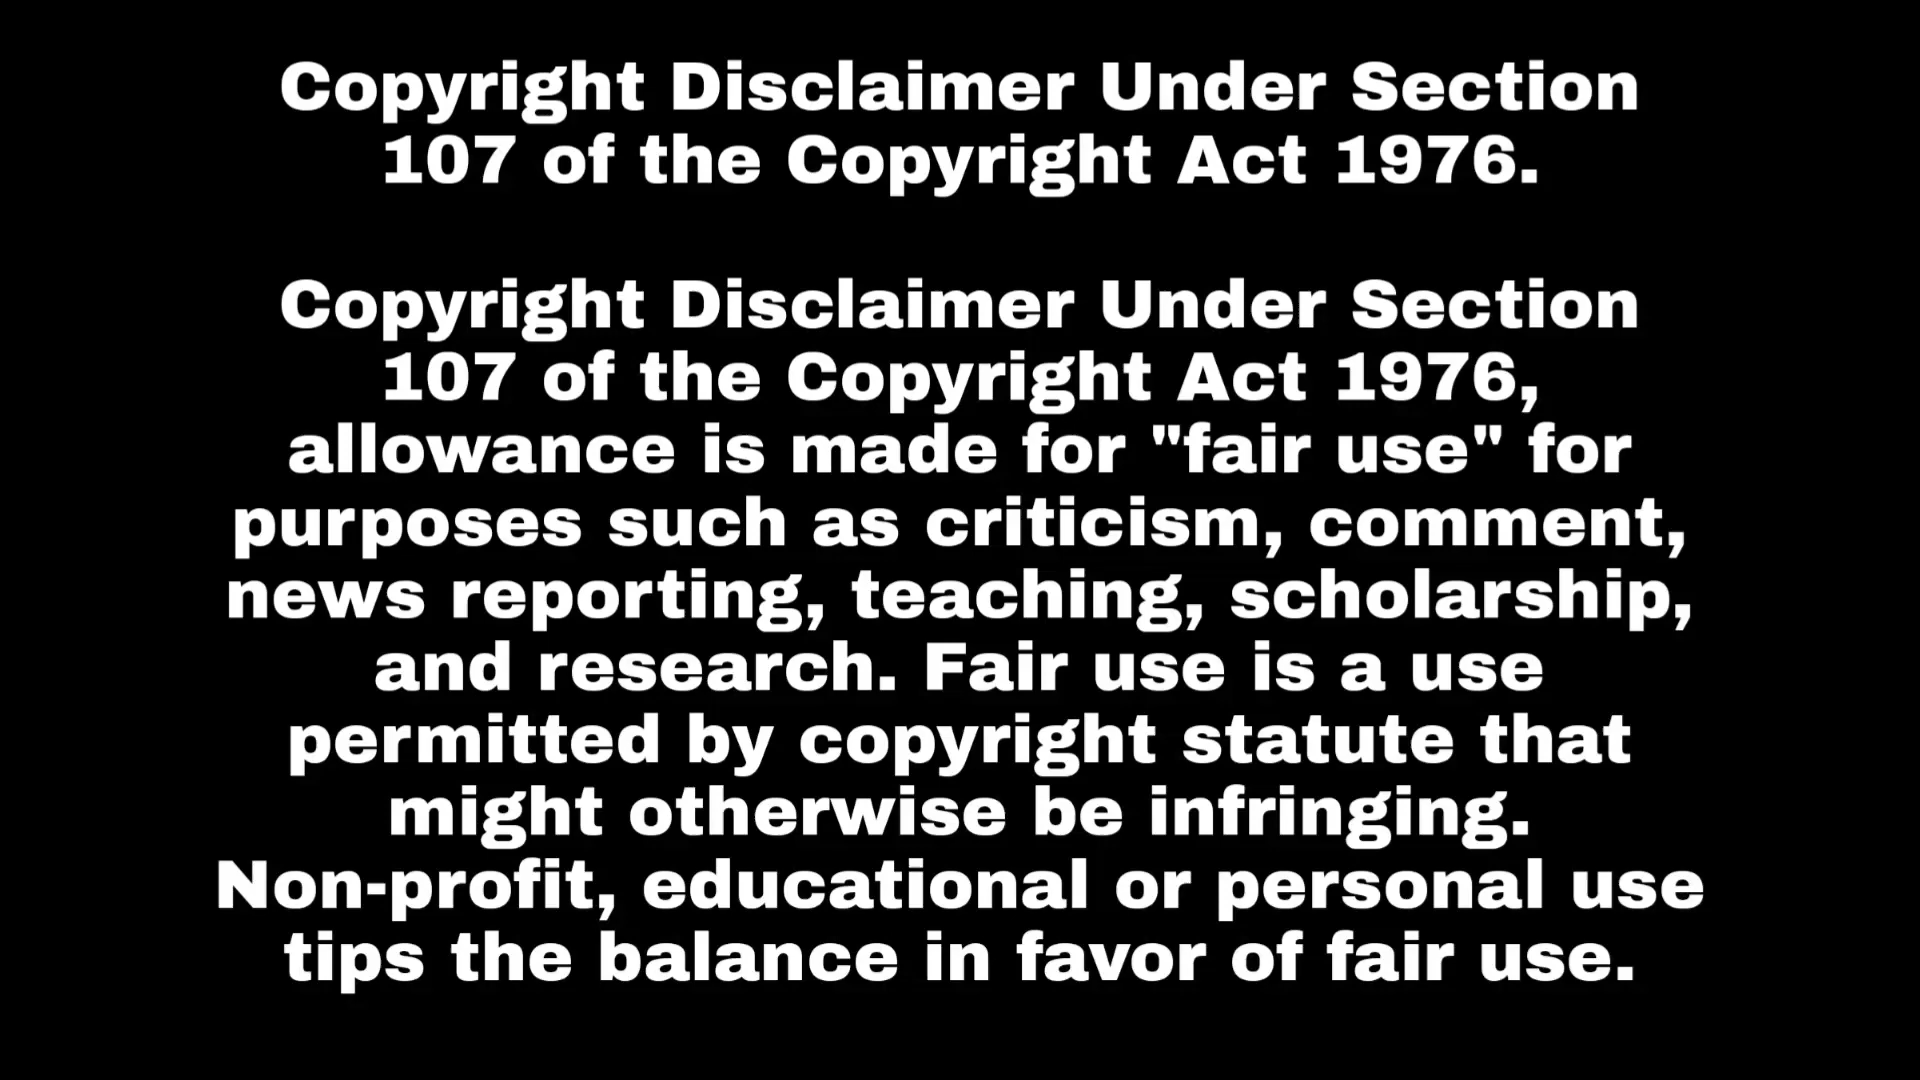 Copyright Disclaimer Under Section
107 of the Copyright Act 1976.
Copyright Disclaimer Under Section
107 of the Copyright Act 1976,
allowance is made for "fair use" for
purposes such as criticism, comment,
news reporting, teaching, scholarship,
and research. Fair use is a use
permitted by copyright statute that
might otherwise be infringing.
Non-profit, educational or personal use
tips the balance in favor of fair use.